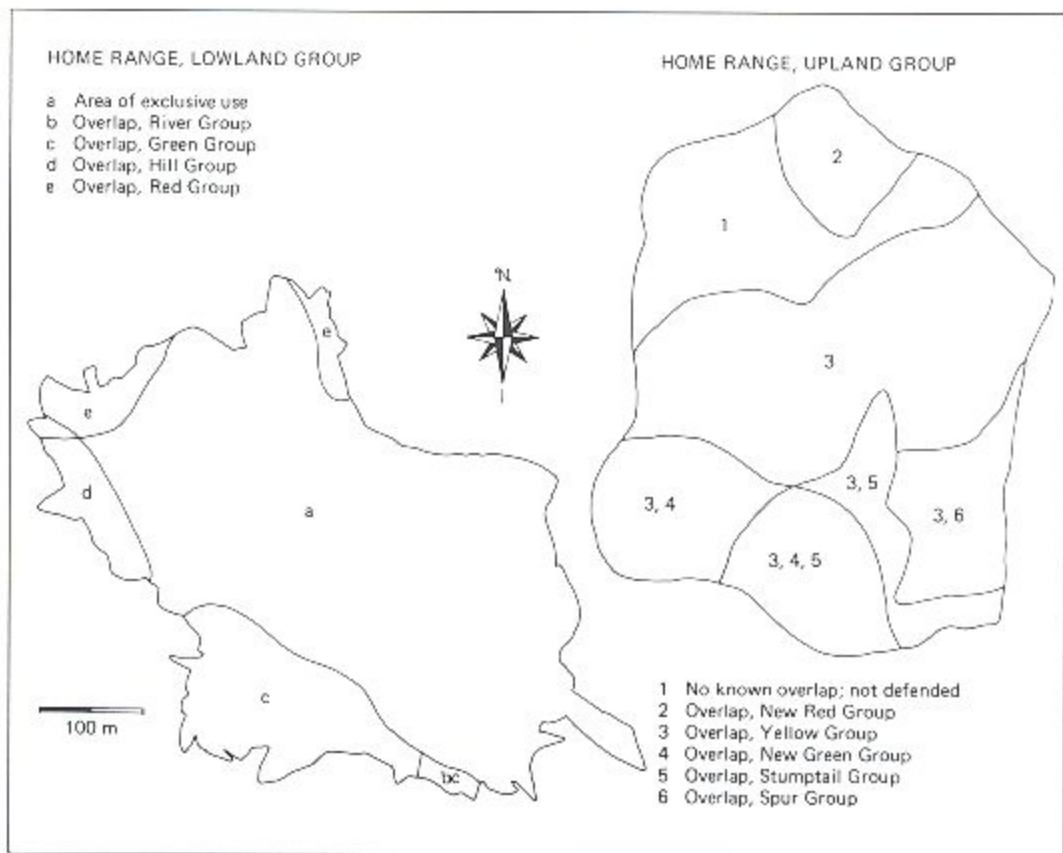 HOME RANGE, LOWLAND GROUP
a Area of exclusive use
b Overlap, River Group
c Overlap, Green Group
d Overlap, Hill Group
e Overlap, Red Group
HOME RANGE, UPLAND GROUP
2
1
N
e
3
e
d
a
3, 4
3, 5
3, 6
3, 4, 5
c
bc
100 m
1 No known overlap; not defended
2 Overlap, New Red Group
3 Overlap, Yellow Group
4 Overlap, New Green Group
5 Overlap, Stumptail Group
6 Overlap, Spur Group